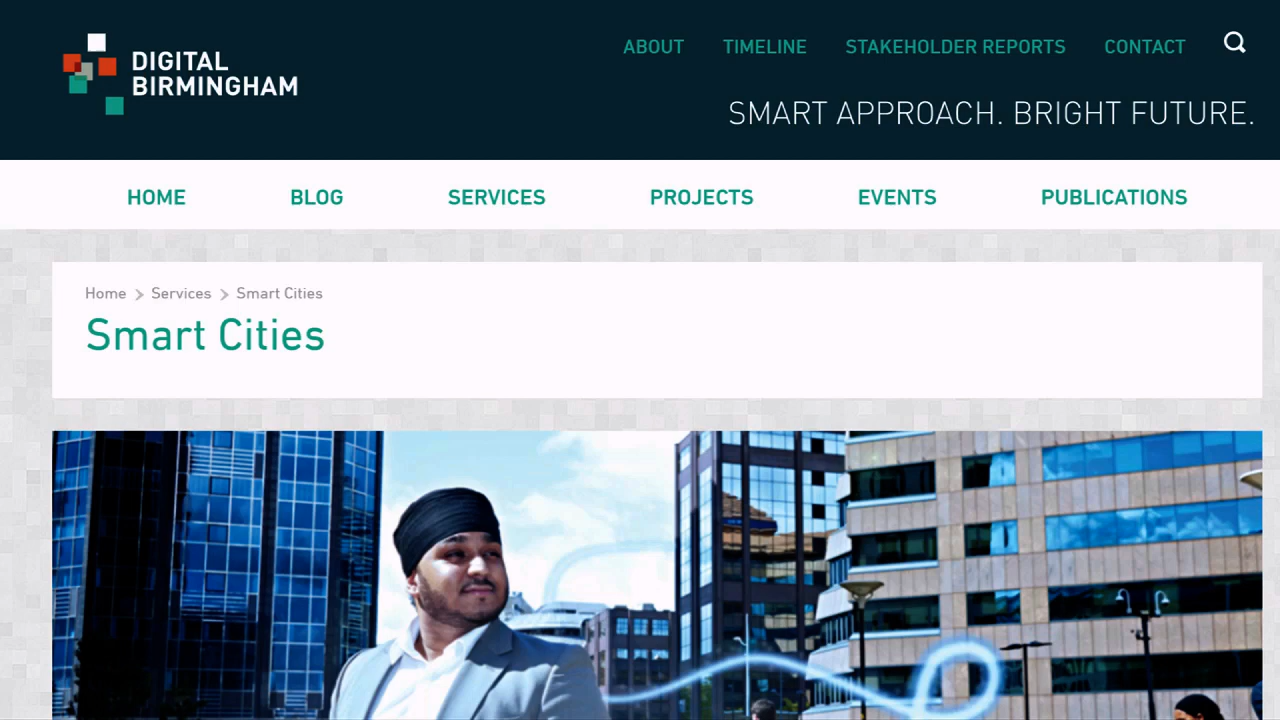 DIGITAL
BIRMINGHAM
ABOUT TIMELINE STAKEHOLDER REPORTS CONTACT
SMART APPROACH. BRIGHT FUTURE.
HOME BLOG SERVICES PROJECTS EVENTS PUBLICATIONS
Home Services Smart Cities
Smart Cities